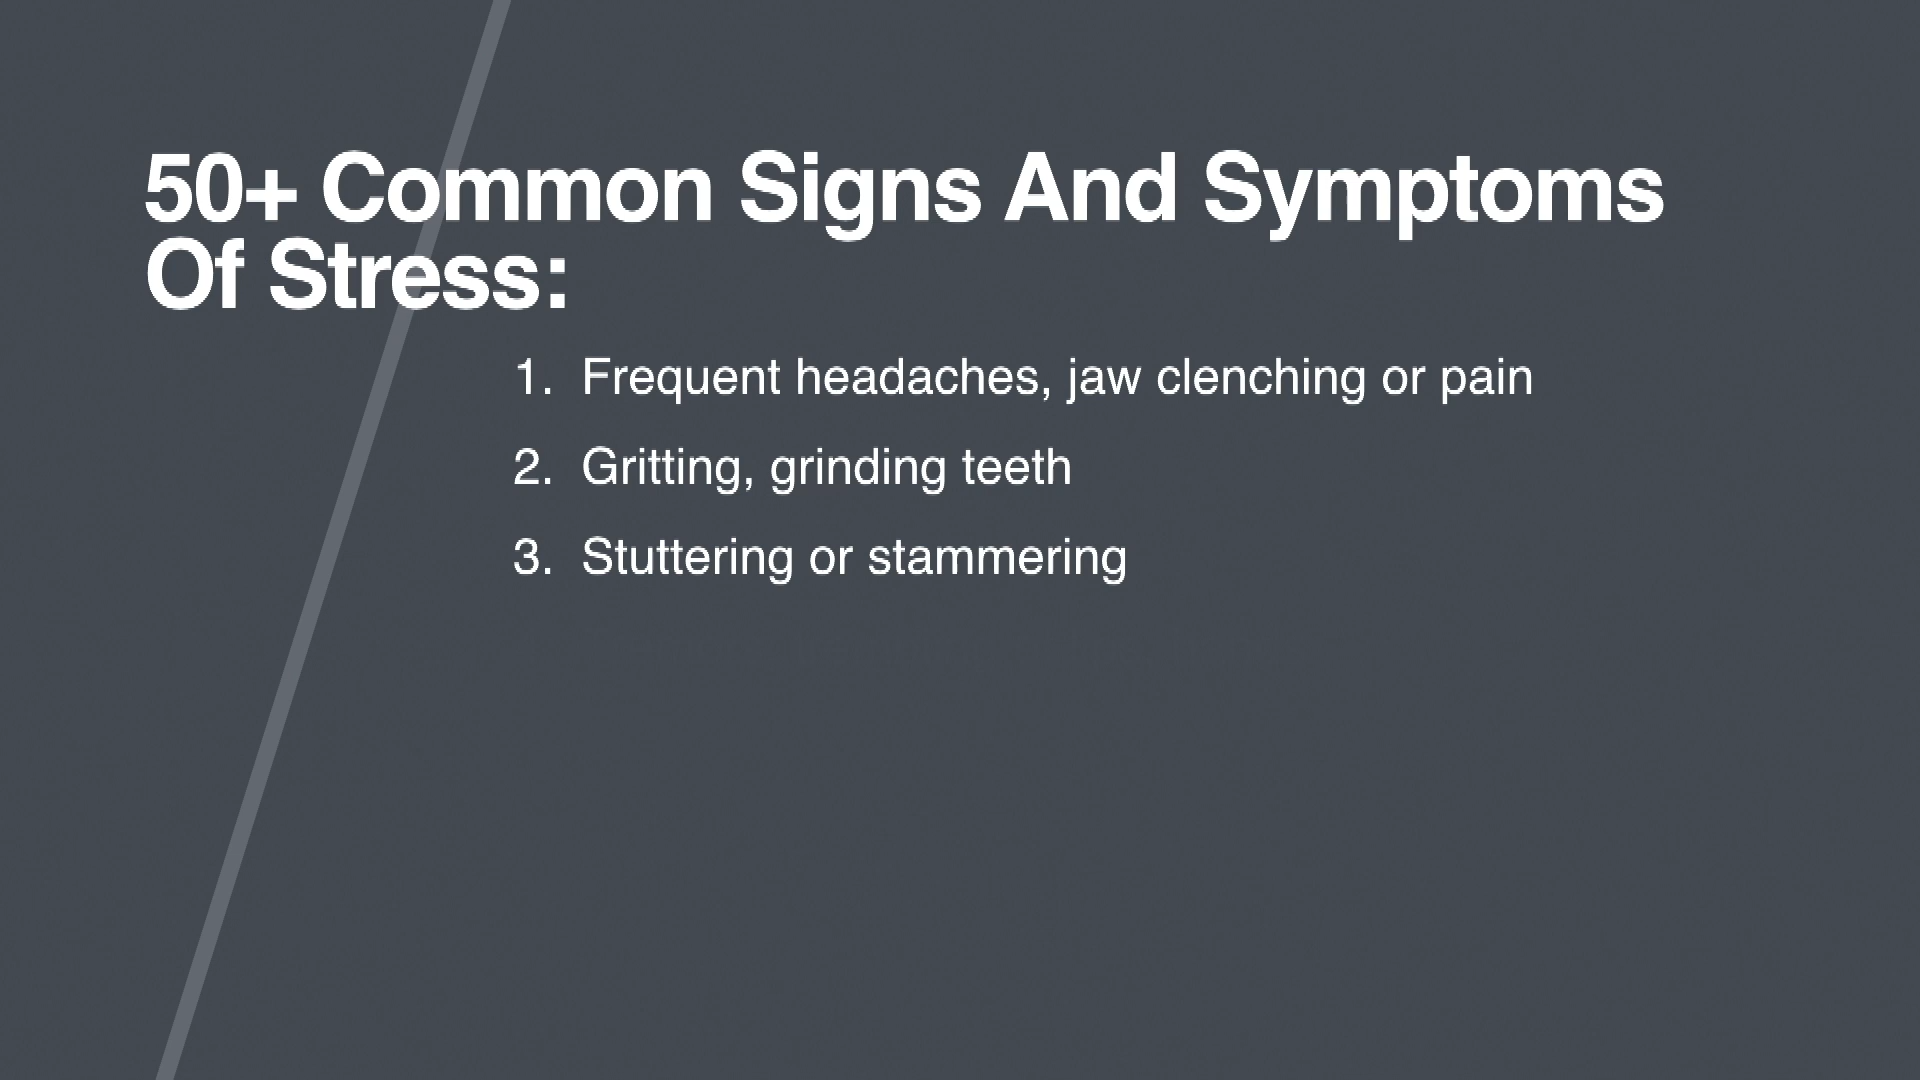 50+ Common Signs And Symptoms
Of Stress:
1. Frequent headaches, jaw clenching or pain
2. Gritting, grinding teeth
3. Stuttering or stammering